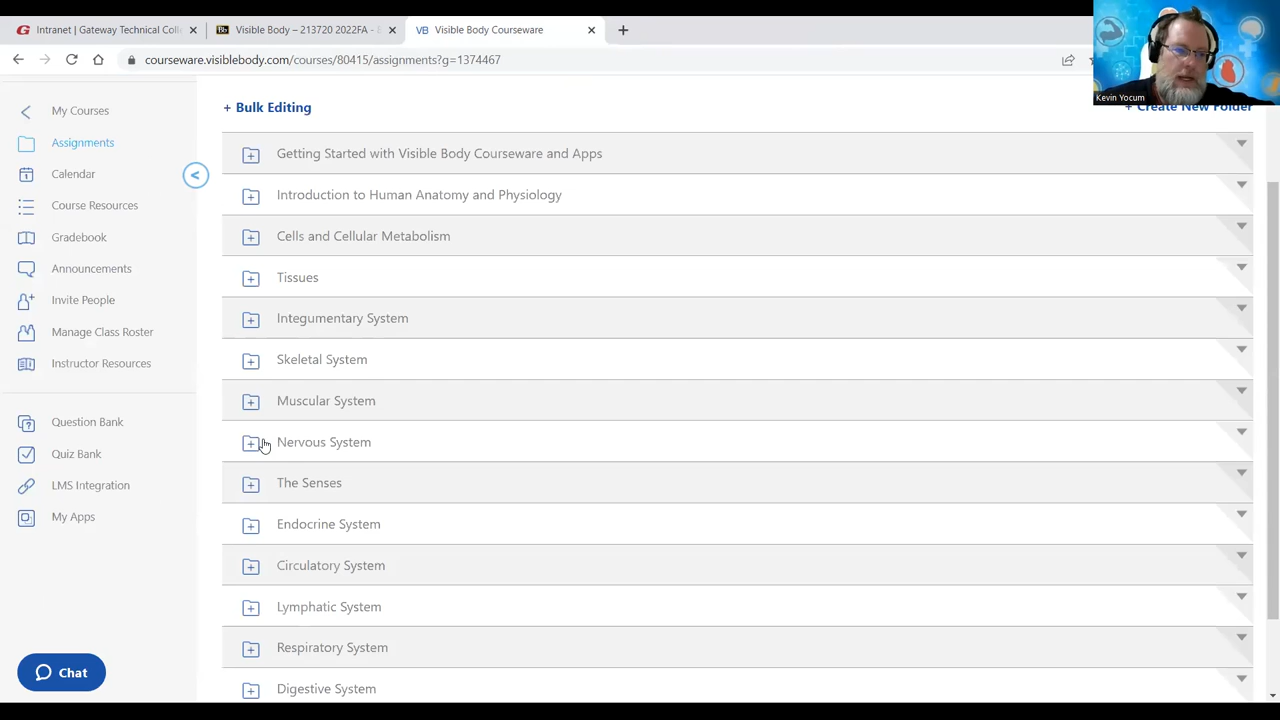 Intranet | Gateway Technical Coll
Visible Body – 213720 2022FA -
Visible Body Courseware
courseware.visiblebody.com/courses/80415/assignments?g=1374467
Kevin Yocum
My Courses
Assignments
Calendar
Course Resources
Gradebook
Announcements
Invite People
Manage Class Roster
Instructor Resources
Question Bank
Quiz Bank
LMS Integration
My Apps
Chat
+ Bulk Editing
+ Create New Folder
Getting Started with Visible Body Courseware and Apps
Introduction to Human Anatomy and Physiology
Cells and Cellular Metabolism
Tissues
Integumentary System
Skeletal System
Muscular System
Nervous System
The Senses
Endocrine System
Circulatory System
Lymphatic System
Respiratory System
Digestive System